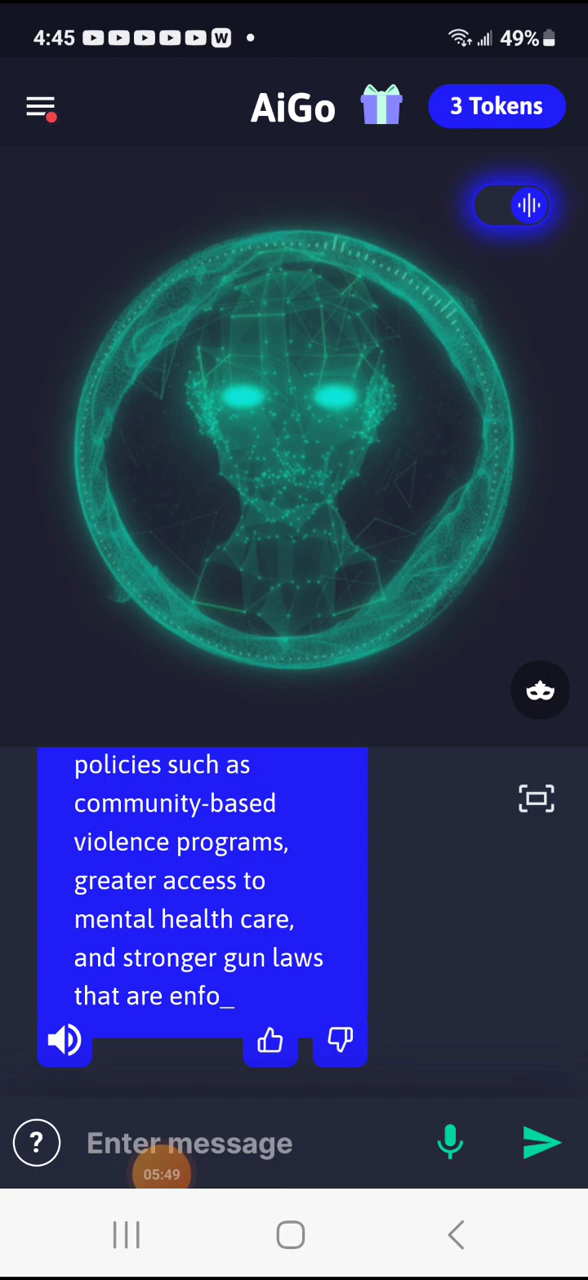 4:45 W 49%
AiGo 3 Tokens
policies such as
community-based
violence programs,
greater access to
mental health care,
and stronger gun laws
that are enfo_
? Enter message
05:49